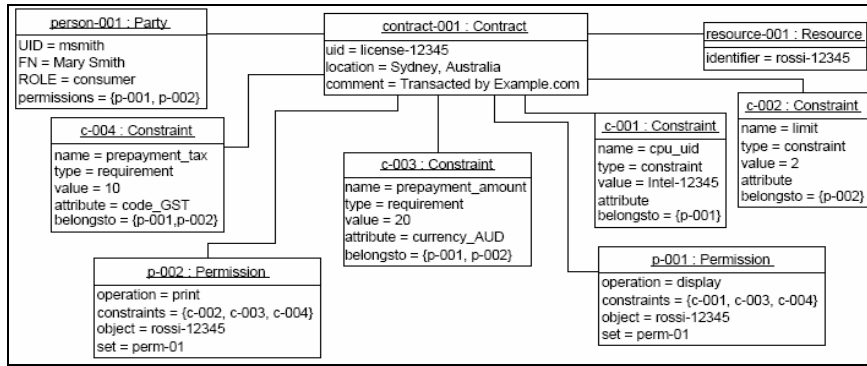 person-001 : Party
UID = msmith
FN = Mary Smith
ROLE = consumer
permissions = {p-001, p-002}
contract-001 : Contract
uid = license-12345
location = Sydney, Australia
comment = Transacted by Example.com
resource-001 : Resource
identifier = rossi-12345
c-004 : Constraint
name = prepayment_tax
type = requirement
value = 10
attribute = code_GST
belongsto = {p-001,p-002}
c-003 : Constraint
name = prepayment_amount
type = requirement
value = 20
attribute = currency_AUD
belongsto = {p-001, p-002}
c-001 : Constraint
name = cpu_uid
type = constraint
value = Intel-12345
attribute
belongsto = {p-001}
c-002 : Constraint
name = limit
type = constraint
value = 2
attribute
belongsto = {p-002}
p-002 : Permission
operation = print
constraints = {c-002, c-003, c-004}
object = rossi-12345
set = perm-01
p-001 : Permission
operation = display
constraints = {c-001, c-003, c-004}
object = rossi-12345
set = perm-01